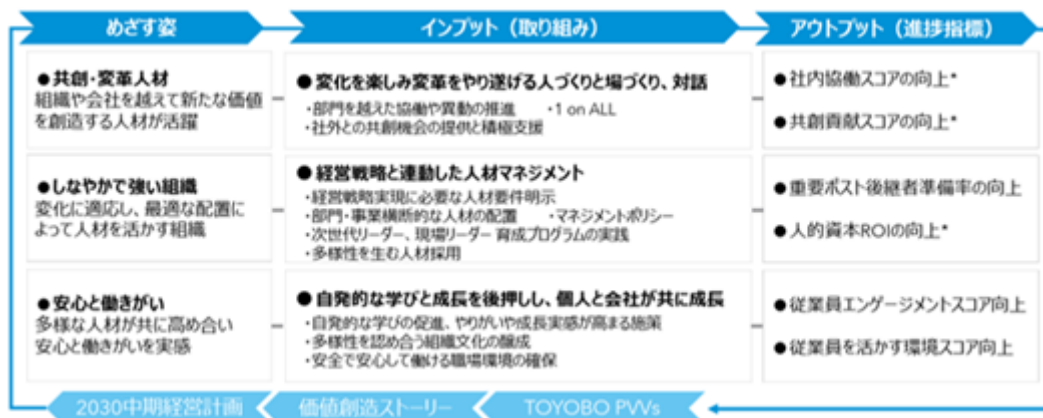 めざす姿
インプット（取り組み）
アウトプット（進捗指標）
●共創・変革人材
組織や会社を越えて新たな価値
を創造する人材が活躍
● 変化を楽しみ変革をやり遂げる人づくりと場づくり、対話
・部門を越えた協働や異動の推進　・1 on ALL
・社外との共創機会の提供と積極支援
●社内協働スコアの向上*
●共創貢献スコアの向上*
●しなやかで強い組織
変化に適応し、最適な配置に
よって人材を活かす組織
● 経営戦略と連動した人材マネジメント
・経営戦略実現に必要な人材要件明示
・部門・事業横断的な人材の配置　・マネジメントポリシー
・次世代リーダー、現場リーダー 育成プログラムの実践
・多様性を生む人材採用
●重要ポスト後継者準備率の向上
●人的資本ROIの向上*
●安心と働きがい
多様な人材が共に高め合い
安心と働きがいを実感
● 自発的な学びと成長を後押しし、個人と会社が共に成長
・自発的な学びの促進、やりがいや成長実感が高まる施策
・多様性を認め合う組織文化の醸成
・安全で安心して働ける職場環境の確保
●従業員エンゲージメントスコア向上
●従業員を活かす環境スコア向上
2030中期経営計画
価値創造ストーリー
TOYOBO PVVs